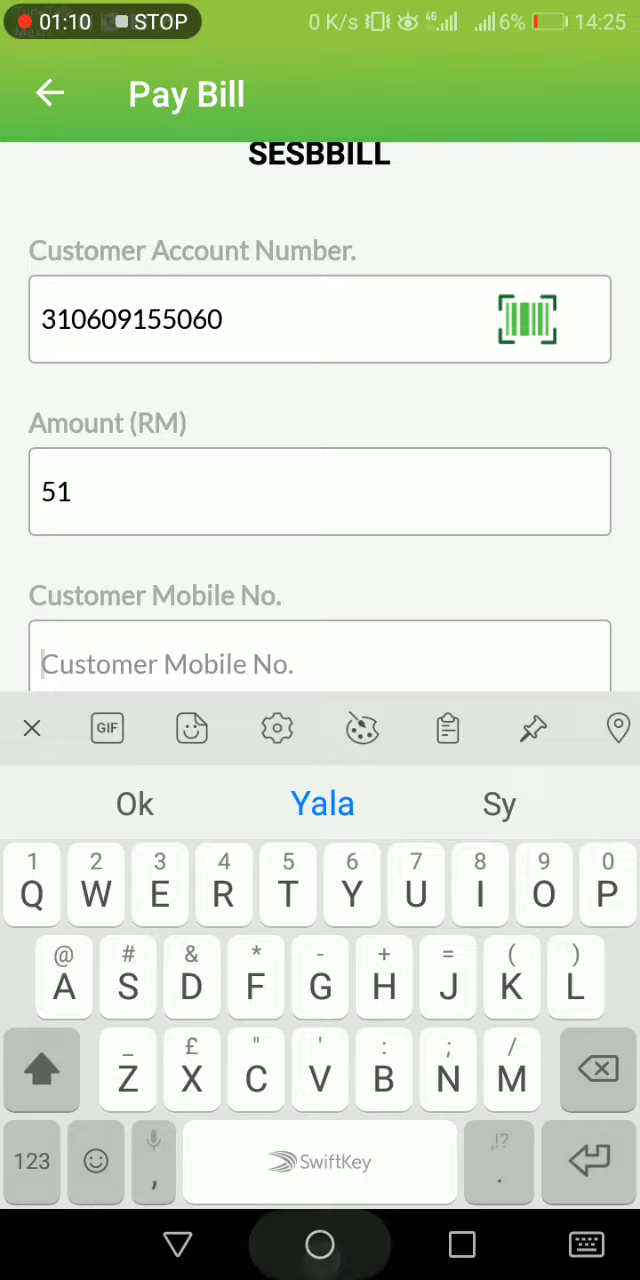 01:10 STOP 0 K/s 4G 6% 14:25
Pay Bill
SESBBILL
Customer Account Number.
310609155060
Amount (RM)
51
Customer Mobile No.
Customer Mobile No.
GIF
Ok Yala Sy
1 2 3 4 5 6 7 8 9 0
Q W E R T Y U I O P
@ # & * - + = ( )
A S D F G H J K L
_ £ " ' : ; /
Z X C V B N M
123 , SwiftKey ,!? .